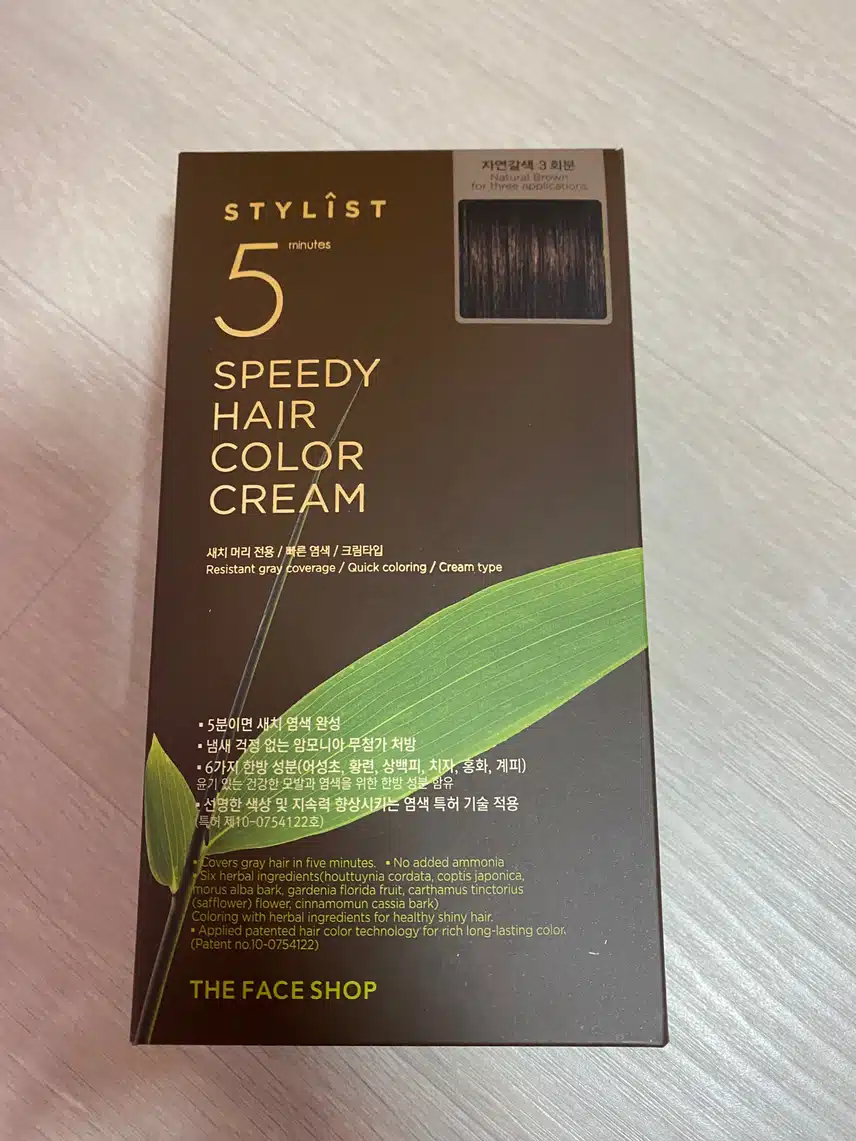 자연갈색 3회분
Natural Brown
for three applications
STYLÎST
5 minutes
SPEEDY
HAIR
COLOR
CREAM
새치 머리 전용 / 빠른 염색 / 크림타입
Resistant gray coverage / Quick coloring / Cream type
▪ 5분이면 새치 염색 완성
▪ 냄새 걱정 없는 암모니아 무첨가 처방
▪ 6가지 한방 성분(어성초, 황련, 상백피, 치자, 홍화, 계피)
윤기 있는 건강한 모발과 염색을 위한 한방 성분 함유
▪ 선명한 색상 및 지속력 향상시키는 염색 특허 기술 적용
(특허 제10-0754122호)
▪ Covers gray hair in five minutes. ▪ No added ammonia
▪ Six herbal ingredients(houttuynia cordata, coptis japonica,
morus alba bark, gardenia florida fruit, carthamus tinctorius
(safflower) flower, cinnamomun cassia bark)
Coloring with herbal ingredients for healthy shiny hair.
▪ Applied patented hair color technology for rich long-lasting color.
(Patent no.10-0754122)
THE FACE SHOP